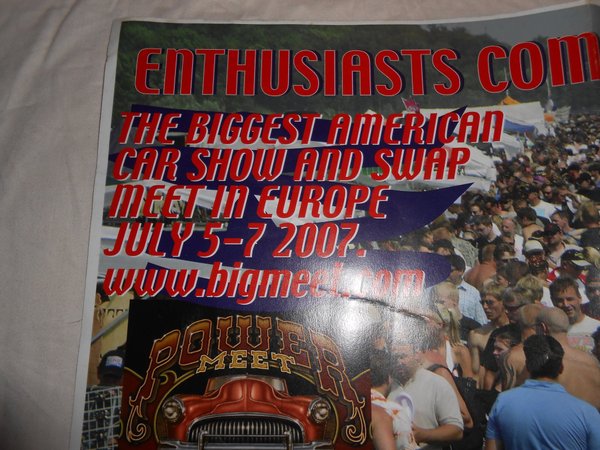 ENTHUSIASTS COM
THE BIGGEST AMERICAN
CAR SHOW AND SWAP
MEET IN EUROPE
JULY 5-7 2007.
www.bigmeet.com
POWER
MEET